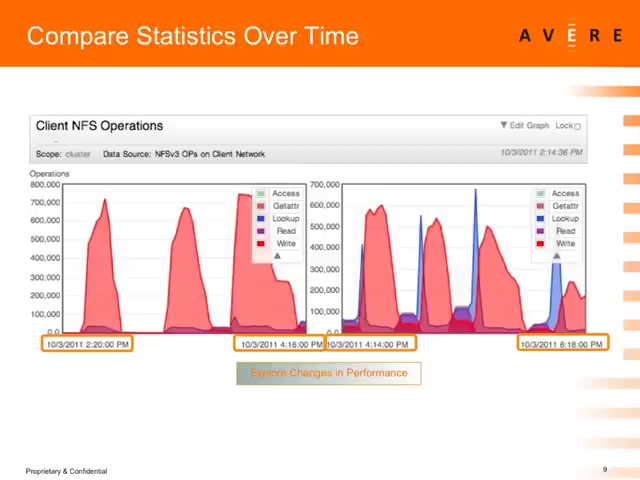 Compare Statistics Over Time
AVERE
Client NFS Operations
Edit Graph Lock
Scope: cluster Data Source: NFSv3 OPs on Client Network
10/3/2011 2:14:36 PM
Operations
800,000
700,000
600,000
500,000
400,000
300,000
200,000
100,000
0.0
Access
Getattr
Lookup
Read
Write
10/3/2011 2:20:00 PM
10/3/2011 4:16:00 PM
700,000
600,000
500,000
400,000
300,000
200,000
100,000
0.0
Access
Getattr
Lookup
Read
Write
10/3/2011 4:14:00 PM
10/3/2011 6:18:00 PM
Explore Changes in Performance
Proprietary & Confidential
9